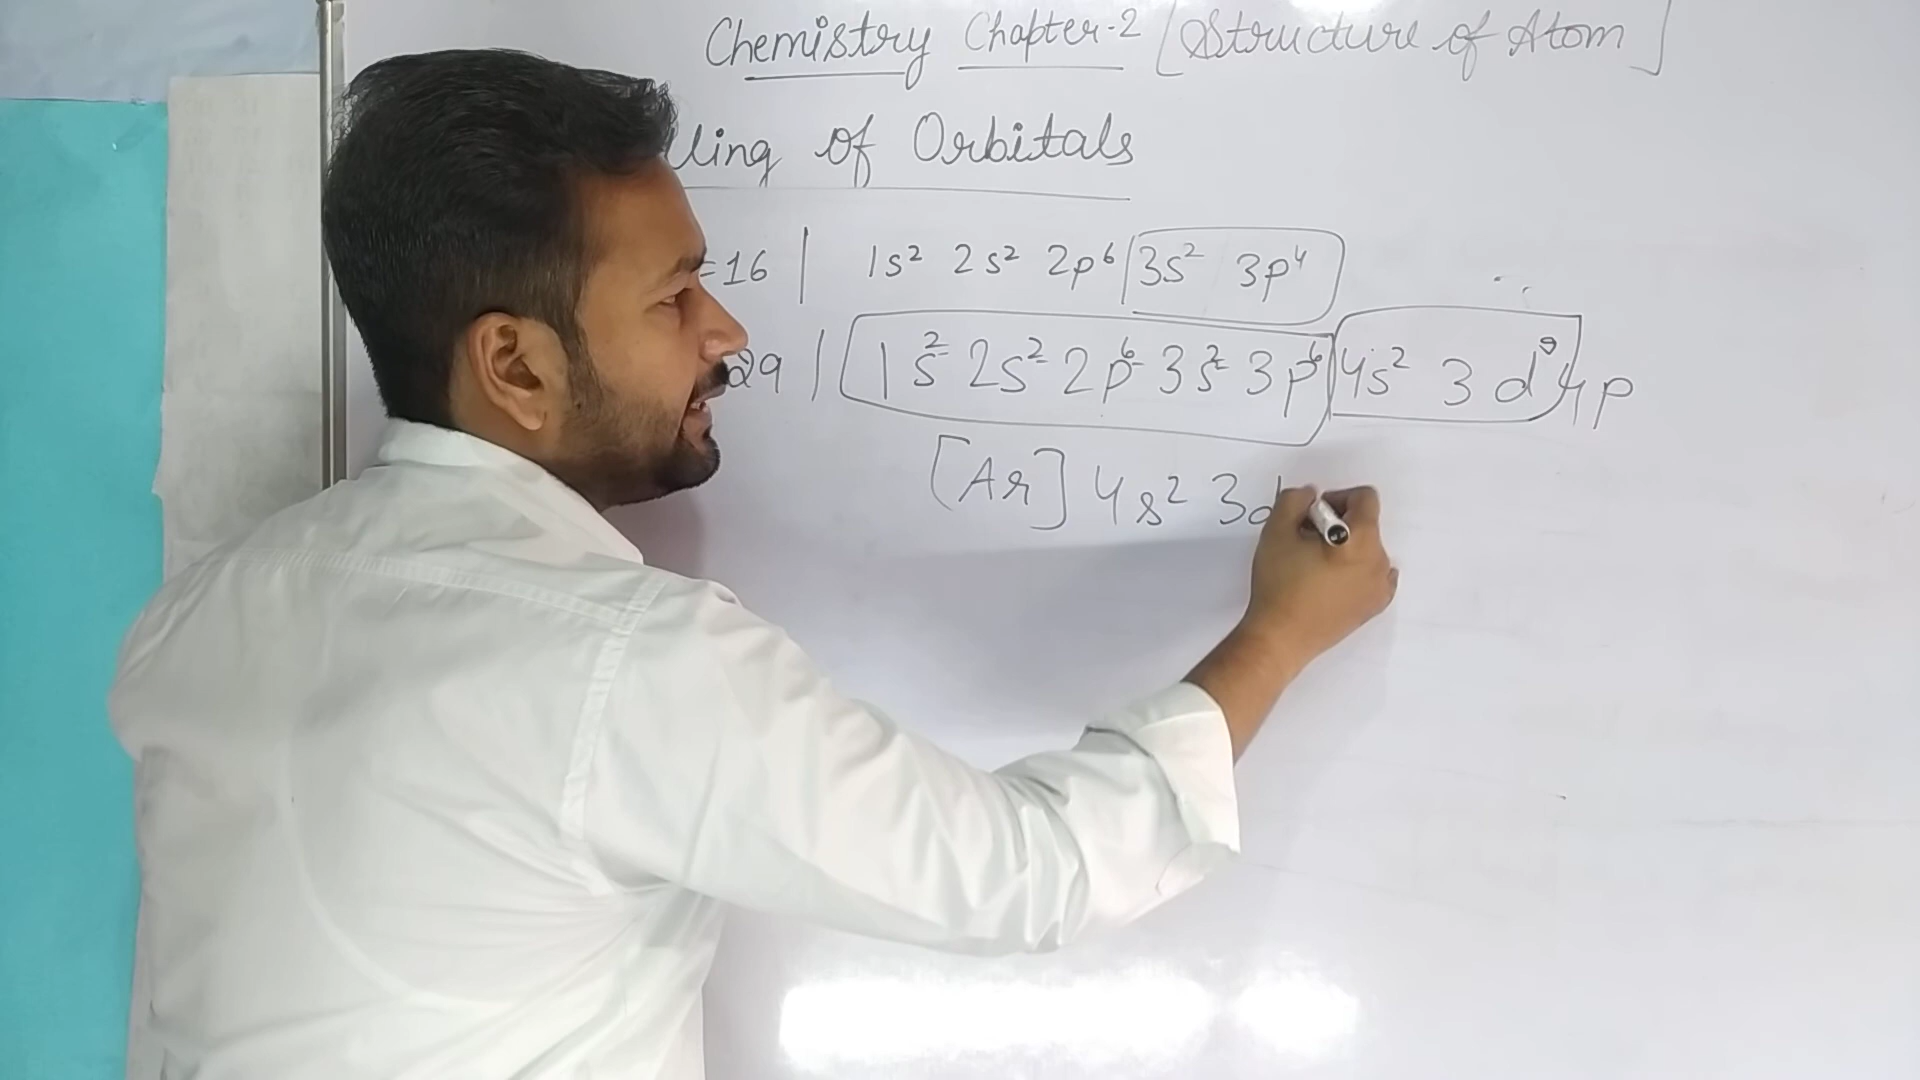 Chemistry Chapter-2 [Structure of Atom]
lling of Orbitals
=16 | 1s² 2s² 2p⁶ 3s² 3p⁴
29 | 1s² 2s² 2p⁶ 3s² 3p⁶ 4s² 3d⁹ 4p
[Ar] 4s² 3d